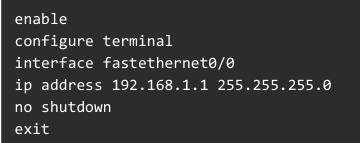 enable
configure terminal
interface fastethernet0/0
ip address 192.168.1.1 255.255.255.0
no shutdown
exit